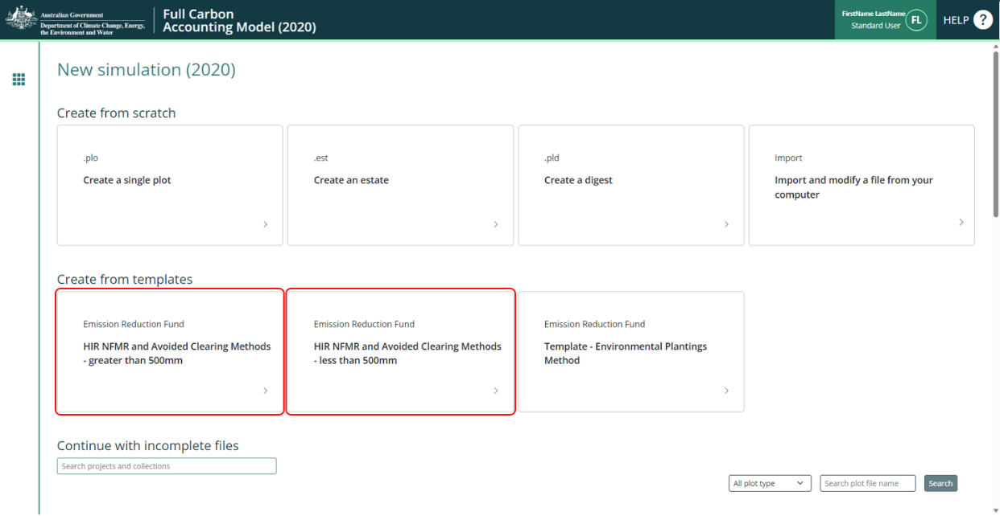 Australian Government
Department of Climate Change, Energy,
the Environment and Water
Full Carbon
Accounting Model (2020)
FirstName LastName
Standard User
FL
HELP ?
New simulation (2020)
Create from scratch
.plo
Create a single plot
.est
Create an estate
.pld
Create a digest
Import
Import and modify a file from your
computer
Create from templates
Emission Reduction Fund
HIR NFMR and Avoided Clearing Methods
- greater than 500mm
Emission Reduction Fund
HIR NFMR and Avoided Clearing Methods
- less than 500mm
Emission Reduction Fund
Template - Environmental Plantings
Method
Continue with incomplete files
Search projects and collections
All plot type
Search plot file name
Search